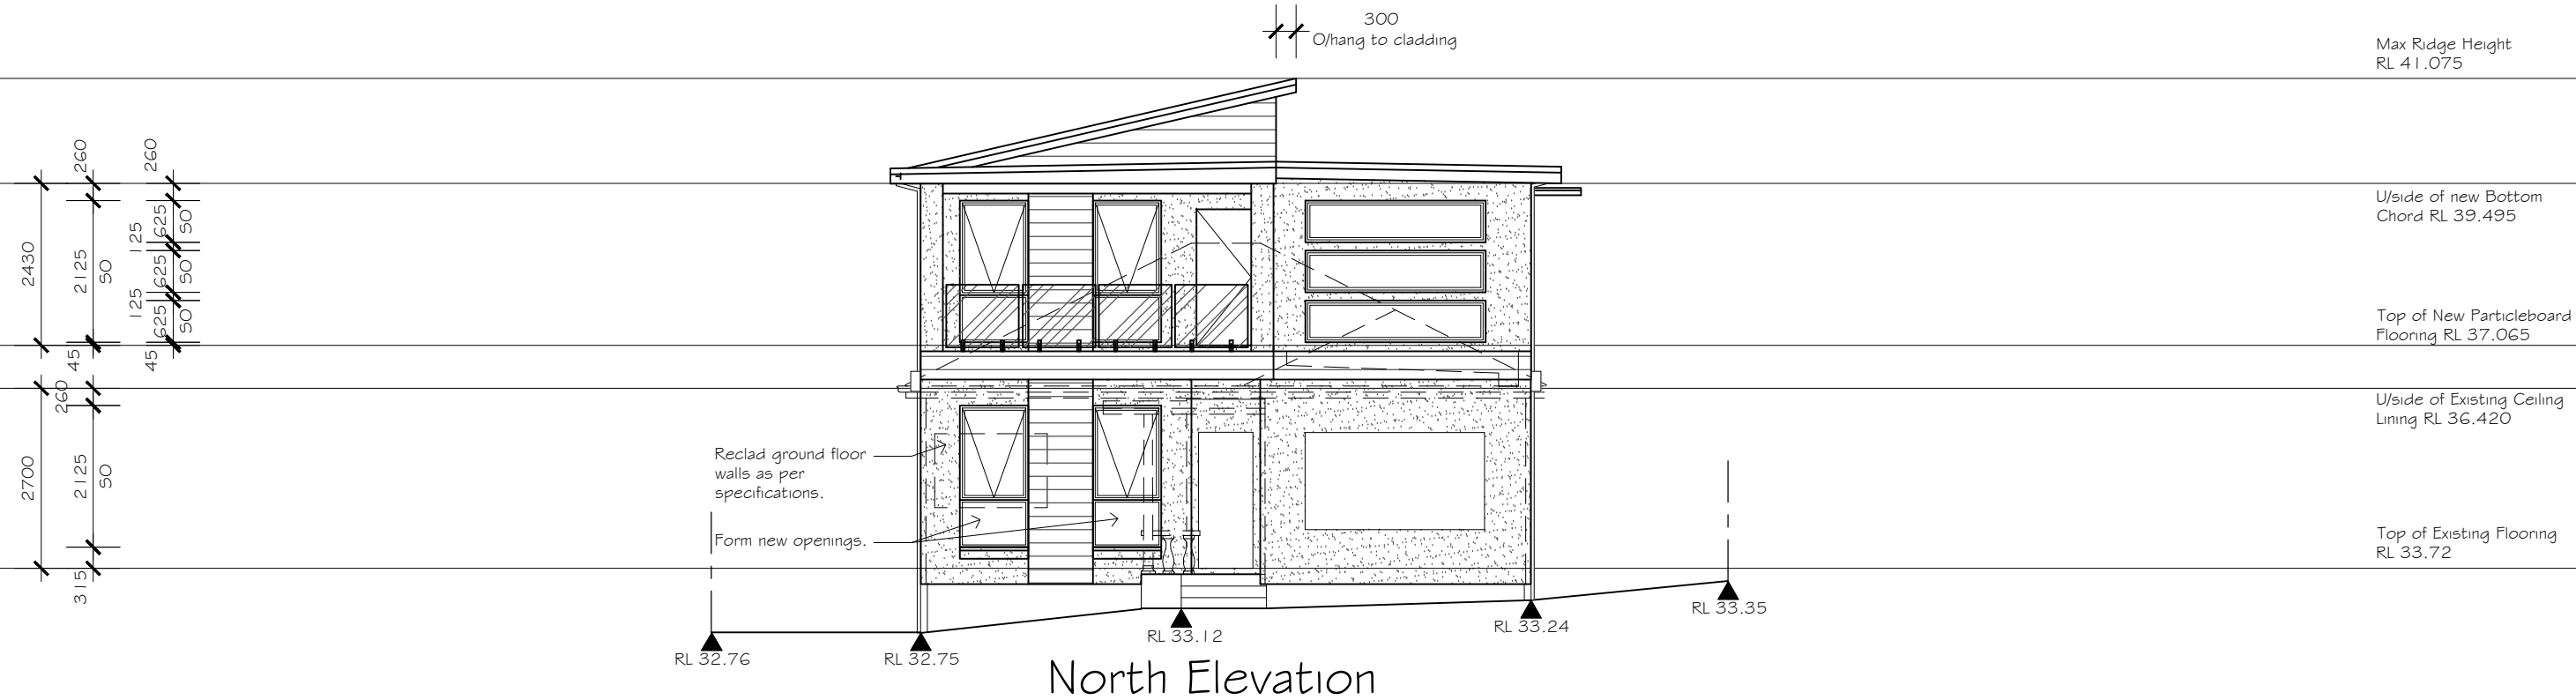 300
O/hang to cladding
Max Ridge Height
RL 41.075
260
260
2430
2125
50
125
625
50
625
50
125
625
50
45
45
U/side of new Bottom
Chord RL 39.495
Top of New Particleboard
Flooring RL 37.065
260
2700
2125
50
315
U/side of Existing Ceiling
Lining RL 36.420
Reclad ground floor
walls as per
specifications.
Form new openings.
Top of Existing Flooring
RL 33.72
RL 32.76
RL 32.75
RL 33.12
RL 33.24
RL 33.35
North Elevation